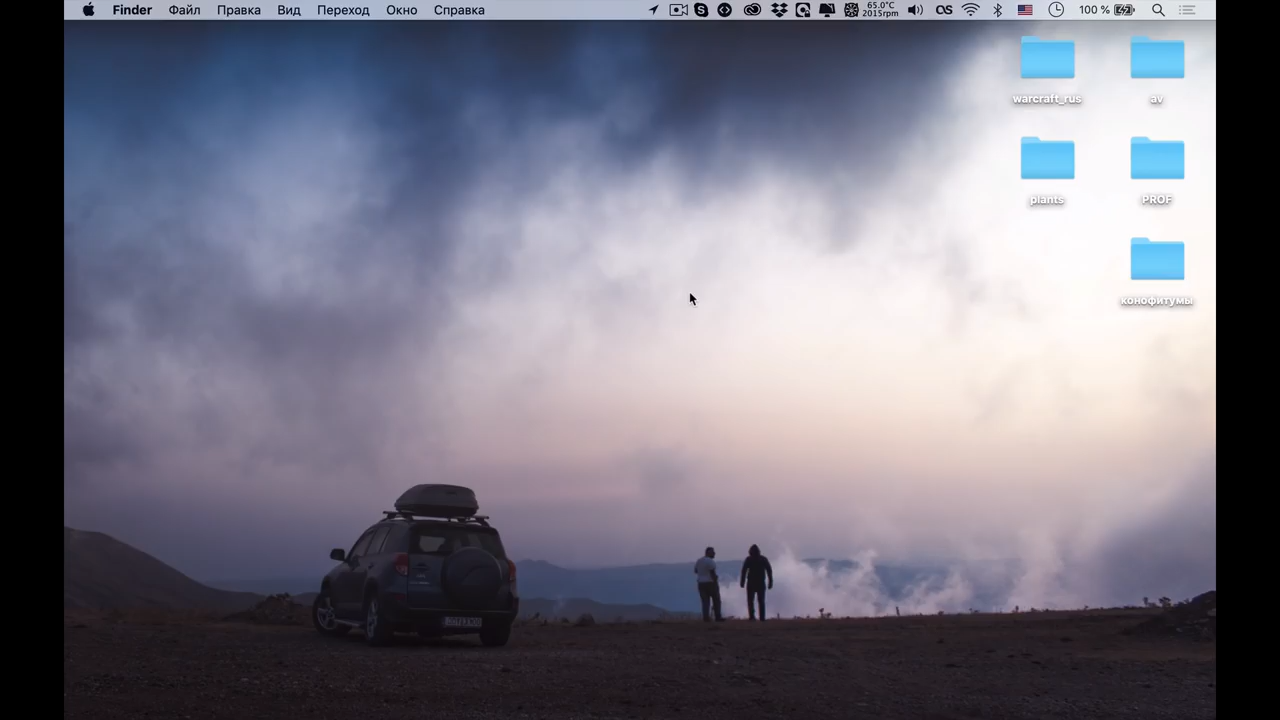 Finder Файл Правка Вид Переход Окно Справка 65.0°C 2015rpm 100 %
warcraft_rus av
plants PROF
конофитумы